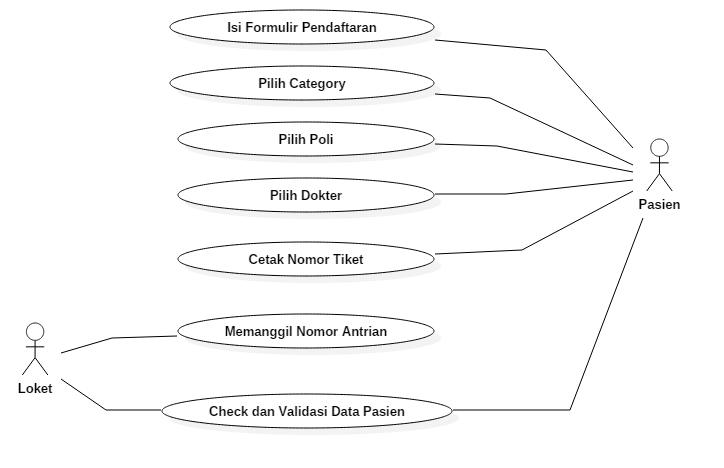 Isi Formulir Pendaftaran
Pilih Category
Pilih Poli
Pilih Dokter
Pasien
Cetak Nomor Tiket
Memanggil Nomor Antrian
Loket
Check dan Validasi Data Pasien